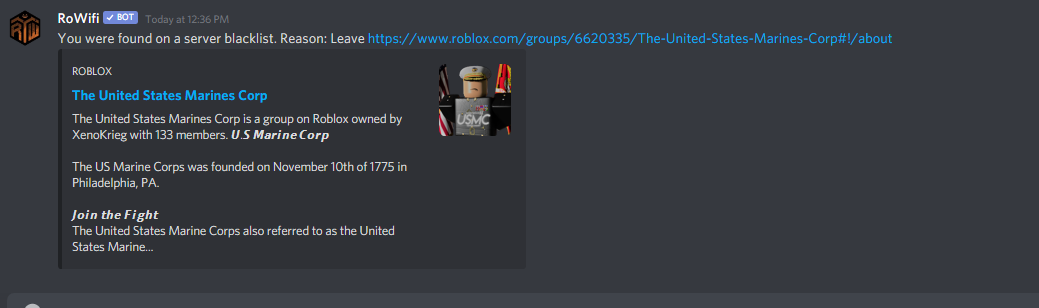 RoWifi ✓ BOT Today at 12:36 PM
You were found on a server blacklist. Reason: Leave https://www.roblox.com/groups/6620335/The-United-States-Marines-Corp#!/about
ROBLOX
The United States Marines Corp
The United States Marines Corp is a group on Roblox owned by
XenoKrieg with 133 members. 𝙐.𝙎 𝙈𝙖𝙧𝙞𝙣𝙚 𝘾𝙤𝙧𝙥
USMC
The US Marine Corps was founded on November 10th of 1775 in
Philadelphia, PA.
𝙅𝙤𝙞𝙣 𝙩𝙝𝙚 𝙁𝙞𝙜𝙝𝙩
The United States Marine Corps also referred to as the United
States Marine...